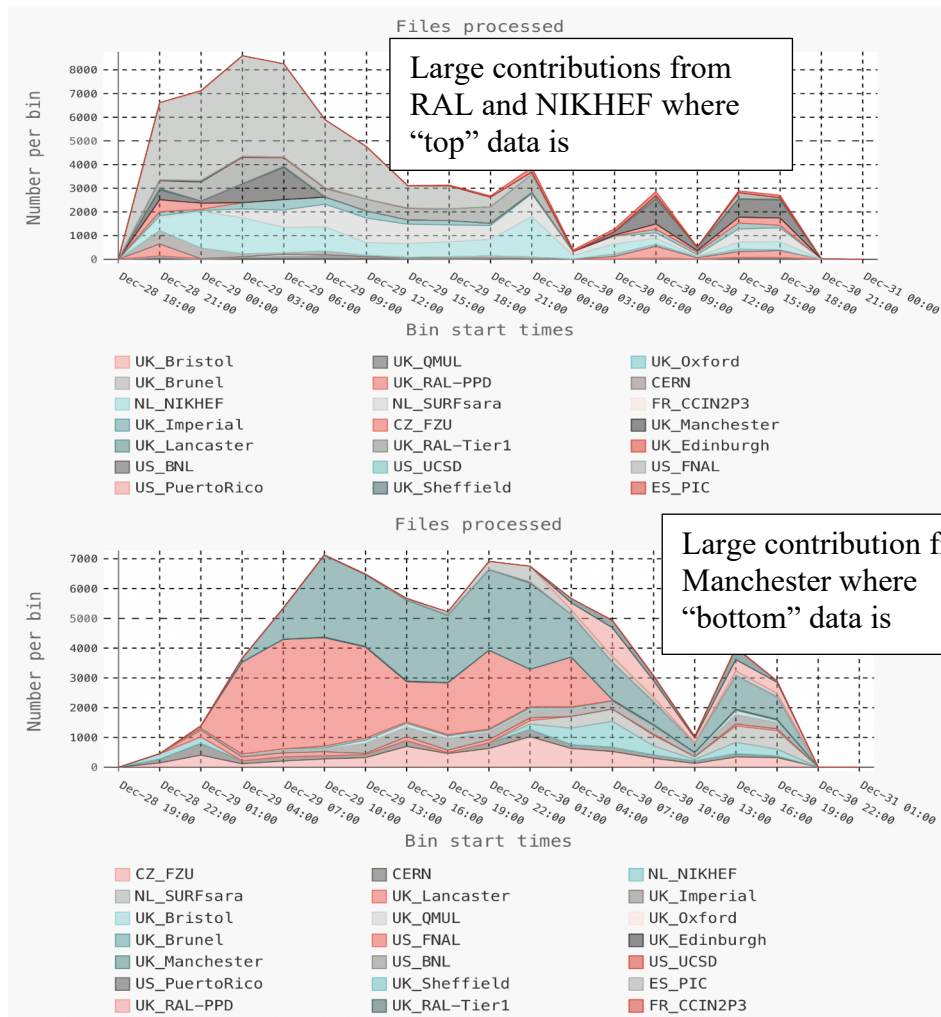 Files processed
Large contributions from
RAL and NIKHEF where
“top” data is
Number per bin
8000
7000
6000
5000
4000
3000
2000
1000
0
Dec−28 18:00
Dec−28 21:00
Dec−29 00:00
Dec−29 03:00
Dec−29 06:00
Dec−29 09:00
Dec−29 12:00
Dec−29 15:00
Dec−29 18:00
Dec−29 21:00
Dec−30 00:00
Dec−30 03:00
Dec−30 06:00
Dec−30 09:00
Dec−30 12:00
Dec−30 15:00
Dec−30 18:00
Dec−30 21:00
Dec−31 00:00
Bin start times
UK_Bristol UK_QMUL UK_Oxford
UK_Brunel UK_RAL−PPD CERN
NL_NIKHEF NL_SURFsara FR_CCIN2P3
UK_Imperial CZ_FZU UK_Manchester
UK_Lancaster UK_RAL−Tier1 UK_Edinburgh
US_BNL US_UCSD US_FNAL
US_PuertoRico UK_Sheffield ES_PIC
Files processed
Large contribution
Manchester where
“bottom” data is
Number per bin
7000
6000
5000
4000
3000
2000
1000
0
Dec−28 19:00
Dec−28 22:00
Dec−29 01:00
Dec−29 04:00
Dec−29 07:00
Dec−29 10:00
Dec−29 13:00
Dec−29 16:00
Dec−29 19:00
Dec−29 22:00
Dec−30 01:00
Dec−30 04:00
Dec−30 07:00
Dec−30 10:00
Dec−30 13:00
Dec−30 16:00
Dec−30 19:00
Dec−30 22:00
Dec−31 01:00
Bin start times
CZ_FZU CERN NL_NIKHEF
NL_SURFsara UK_Lancaster UK_Imperial
UK_Bristol UK_QMUL UK_Oxford
UK_Brunel US_FNAL UK_Edinburgh
UK_Manchester US_BNL US_UCSD
US_PuertoRico UK_Sheffield ES_PIC
UK_RAL−PPD UK_RAL−Tier1 FR_CCIN2P3